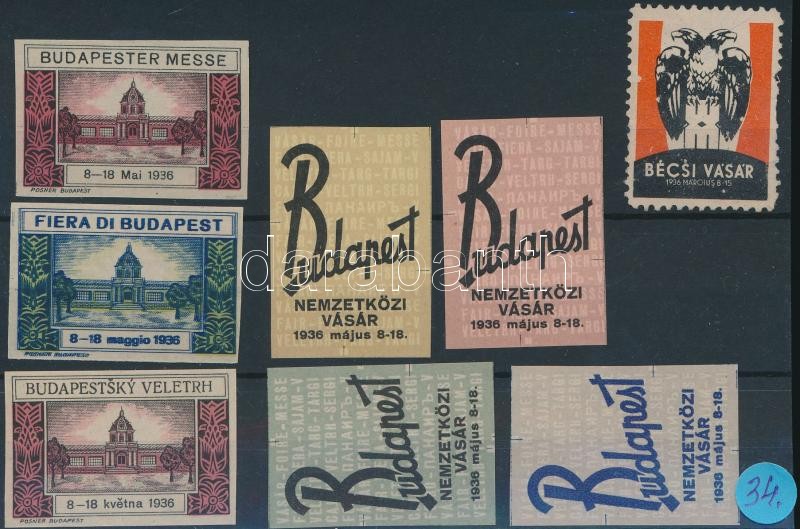 BUDAPESTER MESSE
8-18 Mai 1936
POSNER BUDAPEST
FIERA DI BUDAPEST
8-18 maggio 1936
POSNER BUDAPEST
BUDAPESTŠKÝ VELETRH
8-18 května 1936
Budapest
NEMZETKÖZI
VÁSÁR
1936 május 8-18.
Budapest
NEMZETKÖZI
VÁSÁR
1936 május 8-18.
BÉCSI VÁSÁR
1936 MÁRCIUS 8-15
Budapest
NEMZETKÖZI
VÁSÁR
1936 május 8-18.
Budapest
NEMZETKÖZI
VÁSÁR
1936 május 8-18.
34.
darabanth